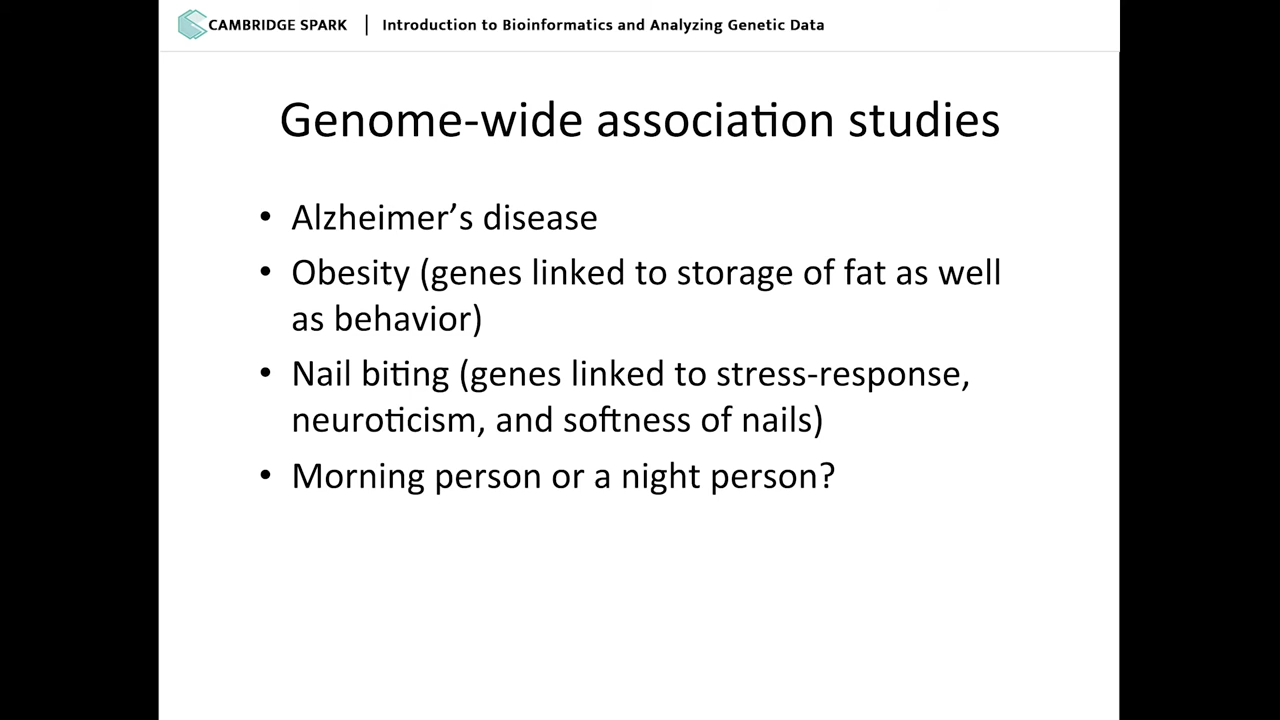 CAMBRIDGE SPARK | Introduction to Bioinformatics and Analyzing Genetic Data
Genome-wide association studies
• Alzheimer’s disease
• Obesity (genes linked to storage of fat as well
as behavior)
• Nail biting (genes linked to stress-response,
neuroticism, and softness of nails)
• Morning person or a night person?